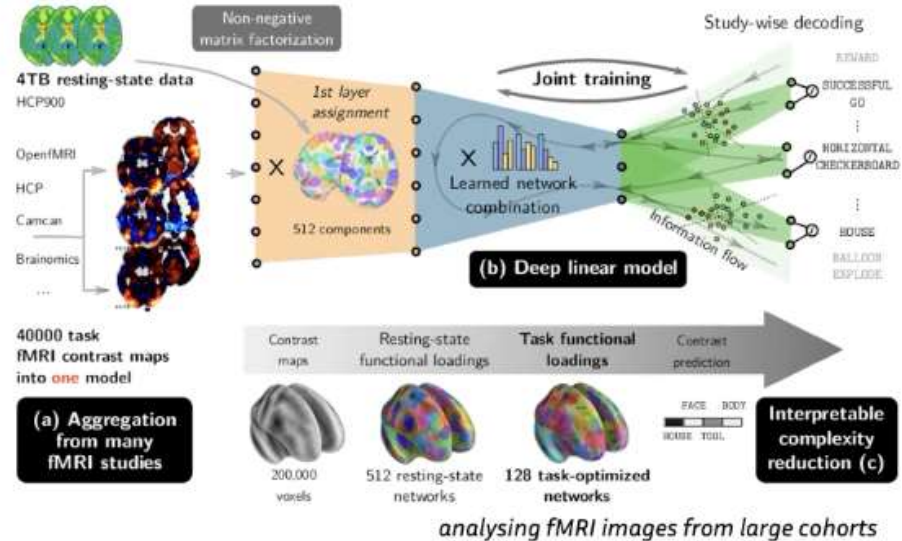 Non-negative
matrix factorization
Study-wise decoding
4TB resting-state data
HCP900
1st layer
assignment
Joint training
REWARD
SUCCESSFUL
GO
⋮
OpenfMRI
HCP
Camcan
Brainomics
...
X
512 components
X
Learned network
combination
HORIZONTAL
CHECKERBOARD
⋮
HOUSE
BALLOON
EXPLODE
Information flow
(b) Deep linear model
40000 task
fMRI contrast maps
into one model
(a) Aggregation
from many
fMRI studies
Contrast
maps
Resting-state
functional loadings
Task functional
loadings
Contrast
prediction
200,000
voxels
512 resting-state
networks
128 task-optimized
networks
FACE BODY
HOUSE TOOL
Interpretable
complexity
reduction (c)
analysing fMRI images from large cohorts